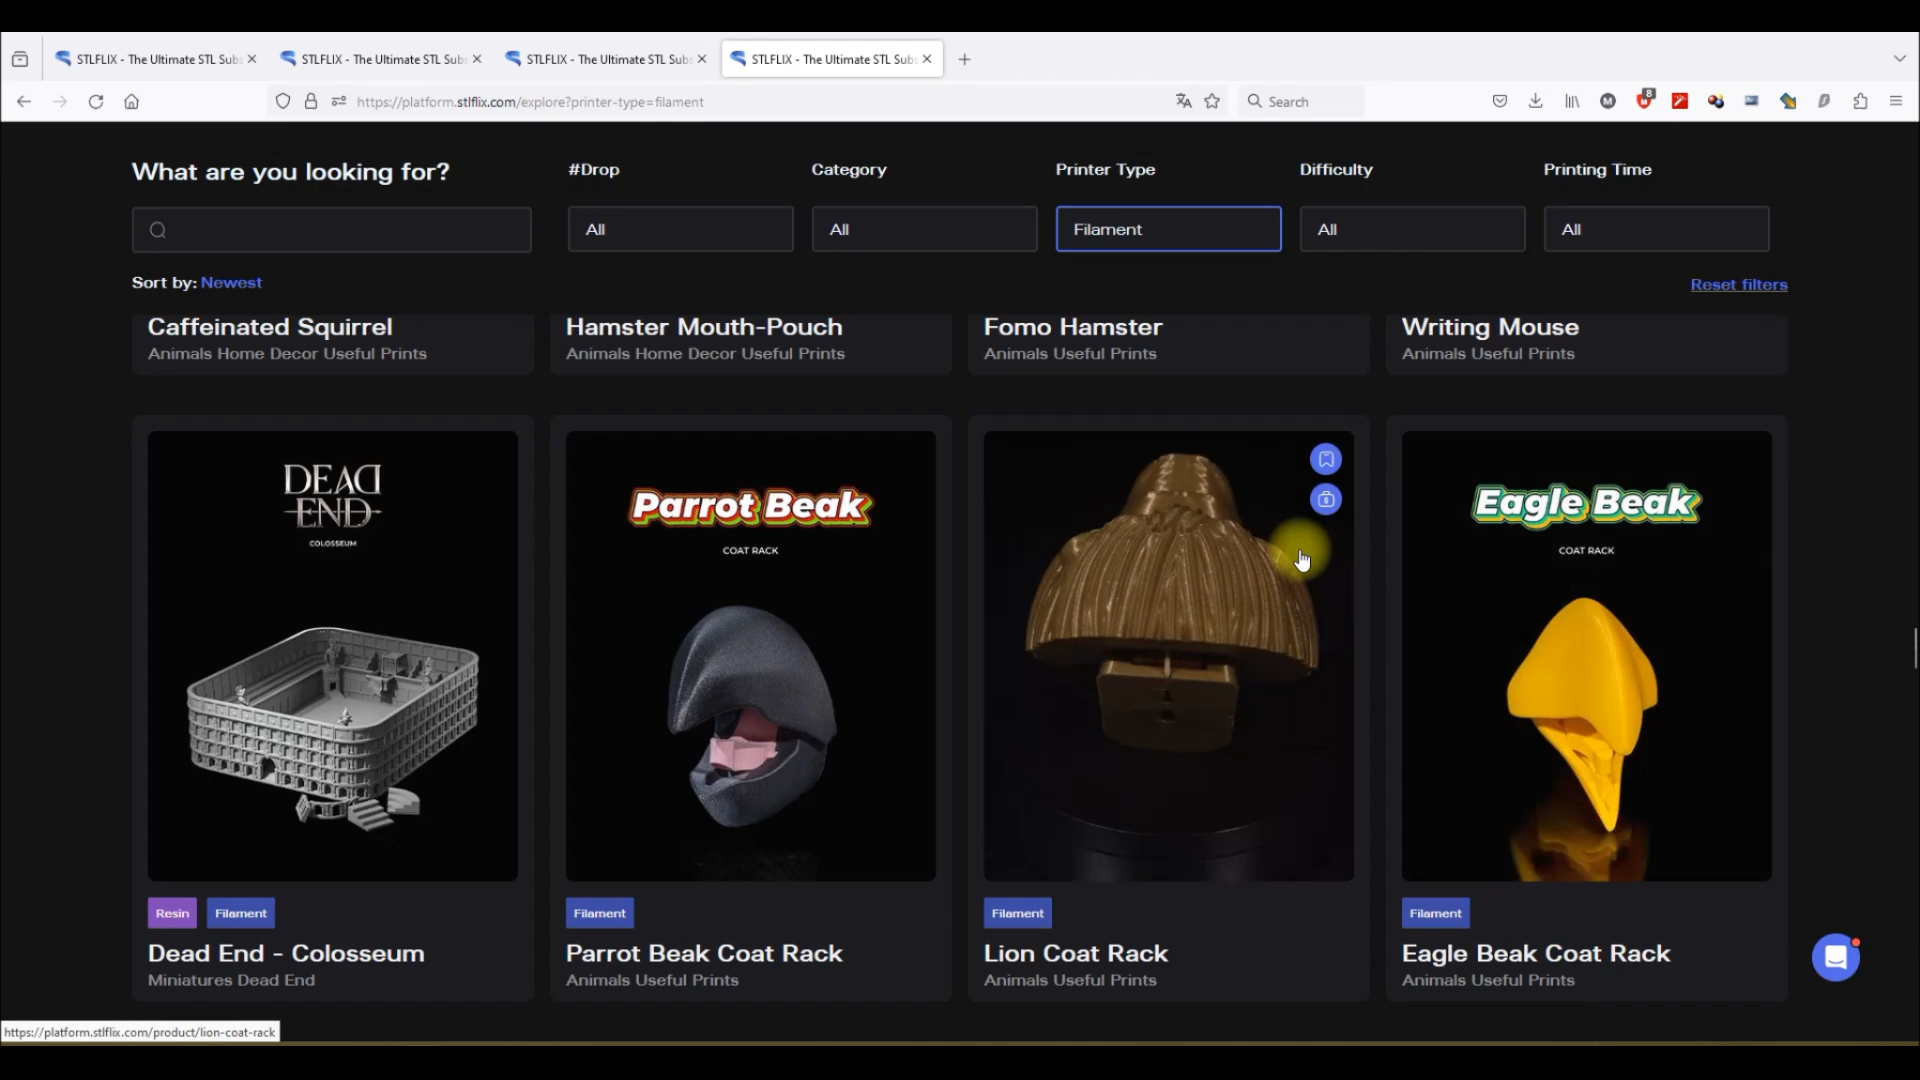 STLFLIX - The Ultimate STL Subs
STLFLIX - The Ultimate STL Subs
STLFLIX - The Ultimate STL Subs
STLFLIX - The Ultimate STL Subs
https://platform.stlflix.com/explore?printer-type=filament
Search
8
What are you looking for?
#Drop
Category
Printer Type
Difficulty
Printing Time
All
All
Filament
All
All
Sort by: Newest
Reset filters
Caffeinated Squirrel
Animals Home Decor Useful Prints
Hamster Mouth-Pouch
Animals Home Decor Useful Prints
Fomo Hamster
Animals Useful Prints
Writing Mouse
Animals Useful Prints
DEAD
END
COLOSSEUM
Parrot Beak
COAT RACK
Eagle Beak
COAT RACK
Resin
Filament
Dead End - Colosseum
Miniatures Dead End
Filament
Parrot Beak Coat Rack
Animals Useful Prints
Filament
Lion Coat Rack
Animals Useful Prints
Filament
Eagle Beak Coat Rack
Animals Useful Prints
https://platform.stlflix.com/product/lion-coat-rack